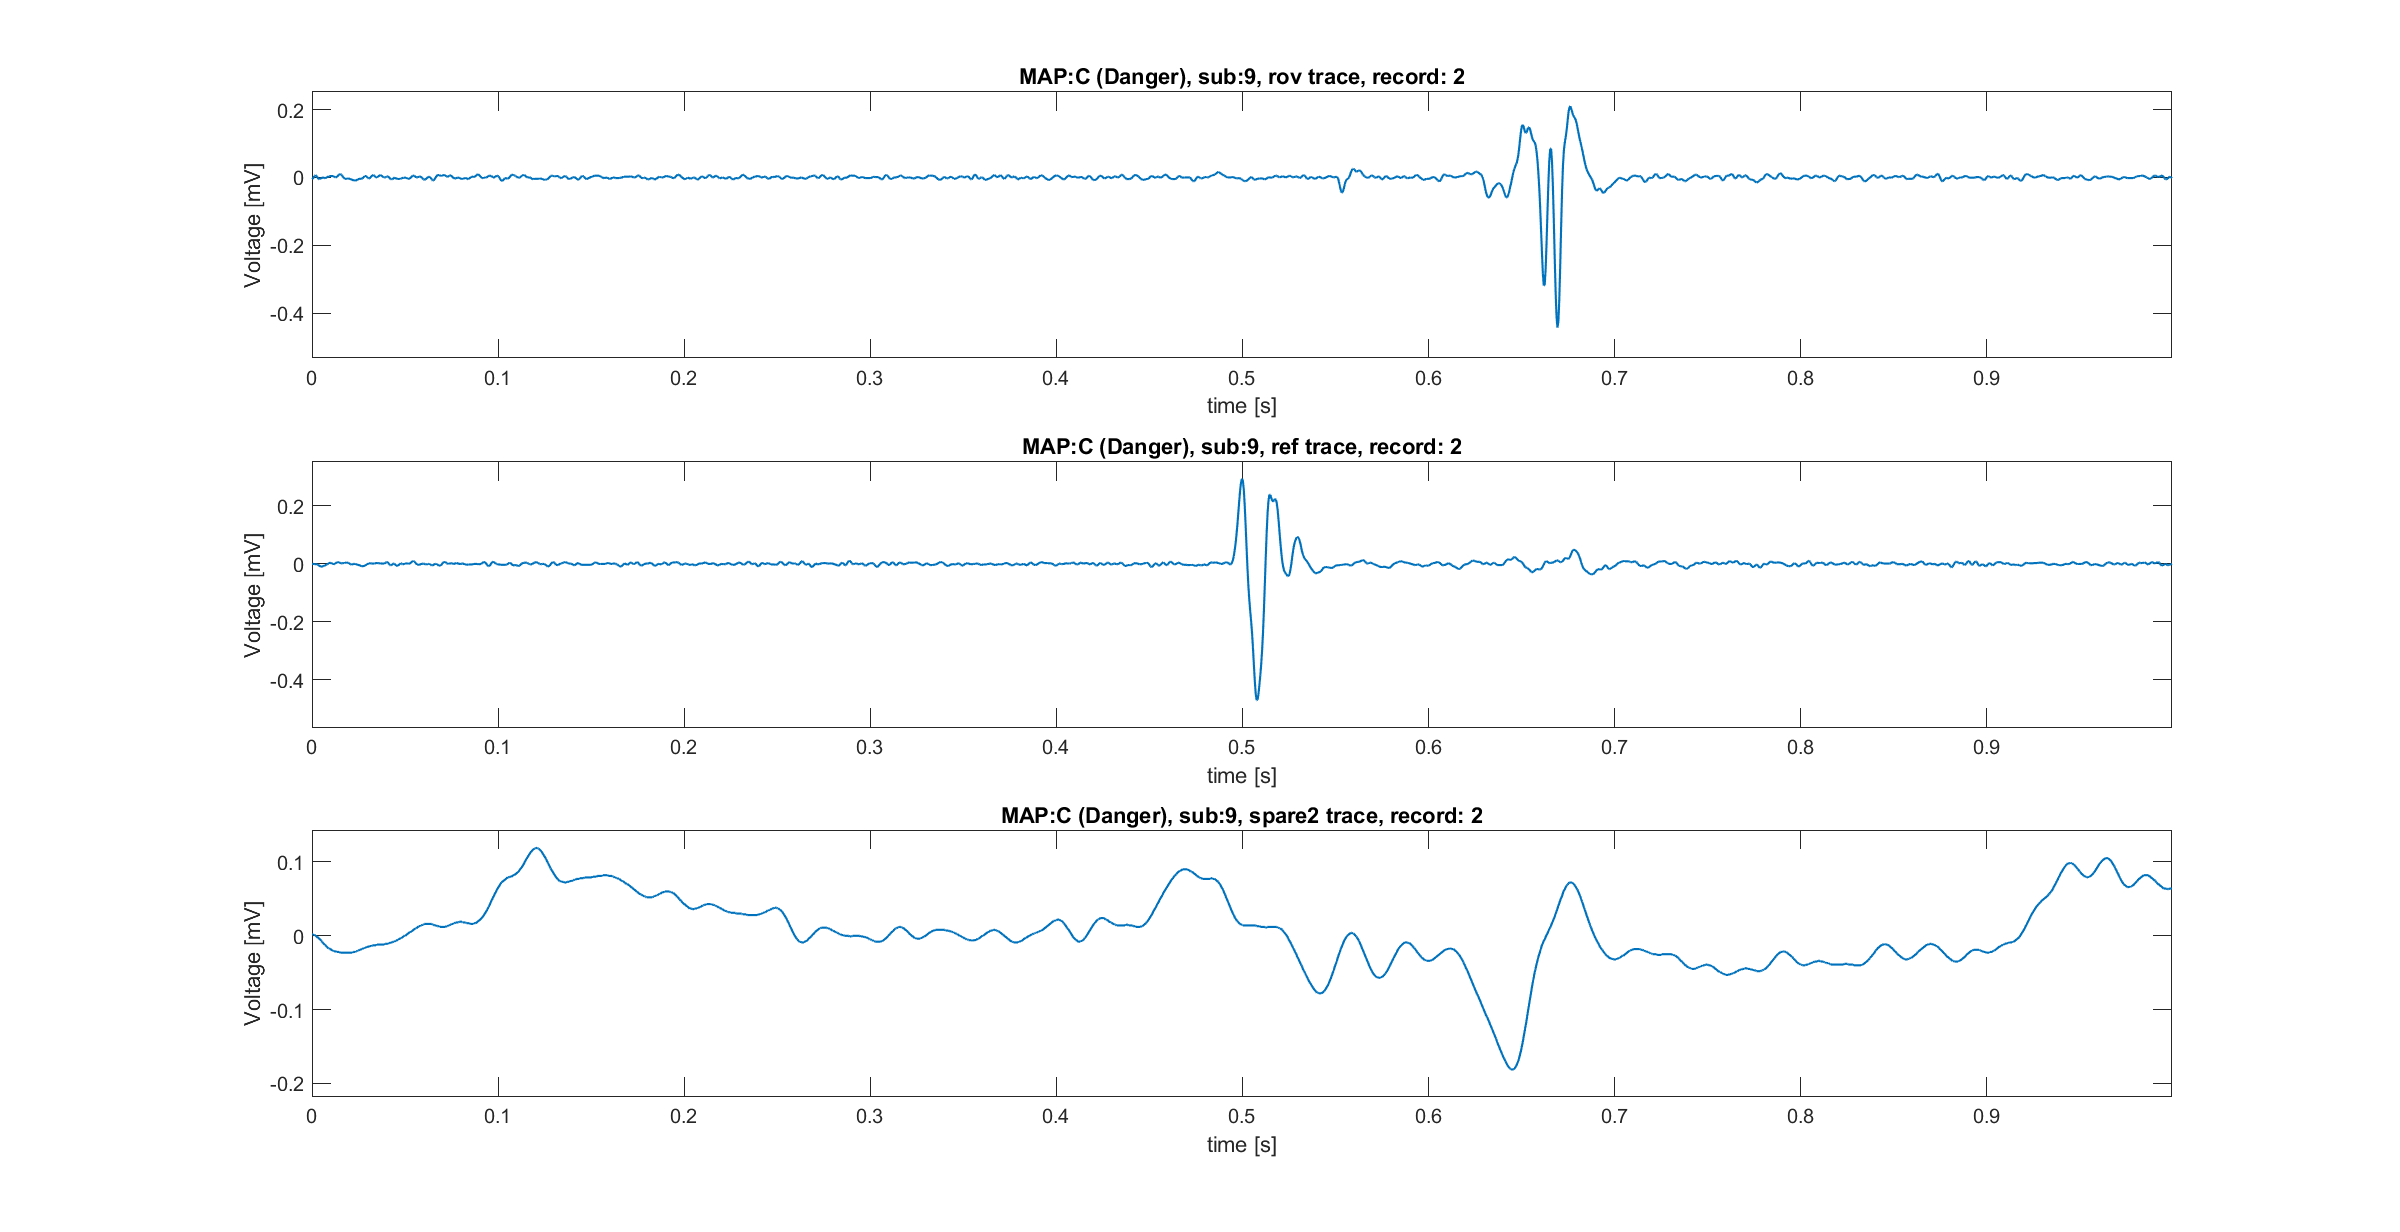 MAP:C (Danger), sub:9, rov trace, record: 2
0.2
0
-0.2
-0.4
Voltage [mV]
0 0.1 0.2 0.3 0.4 0.5 0.6 0.7 0.8 0.9
time [s]
MAP:C (Danger), sub:9, ref trace, record: 2
0.2
0
-0.2
-0.4
Voltage [mV]
0 0.1 0.2 0.3 0.4 0.5 0.6 0.7 0.8 0.9
time [s]
MAP:C (Danger), sub:9, spare2 trace, record: 2
0.1
0
-0.1
-0.2
Voltage [mV]
0 0.1 0.2 0.3 0.4 0.5 0.6 0.7 0.8 0.9
time [s]